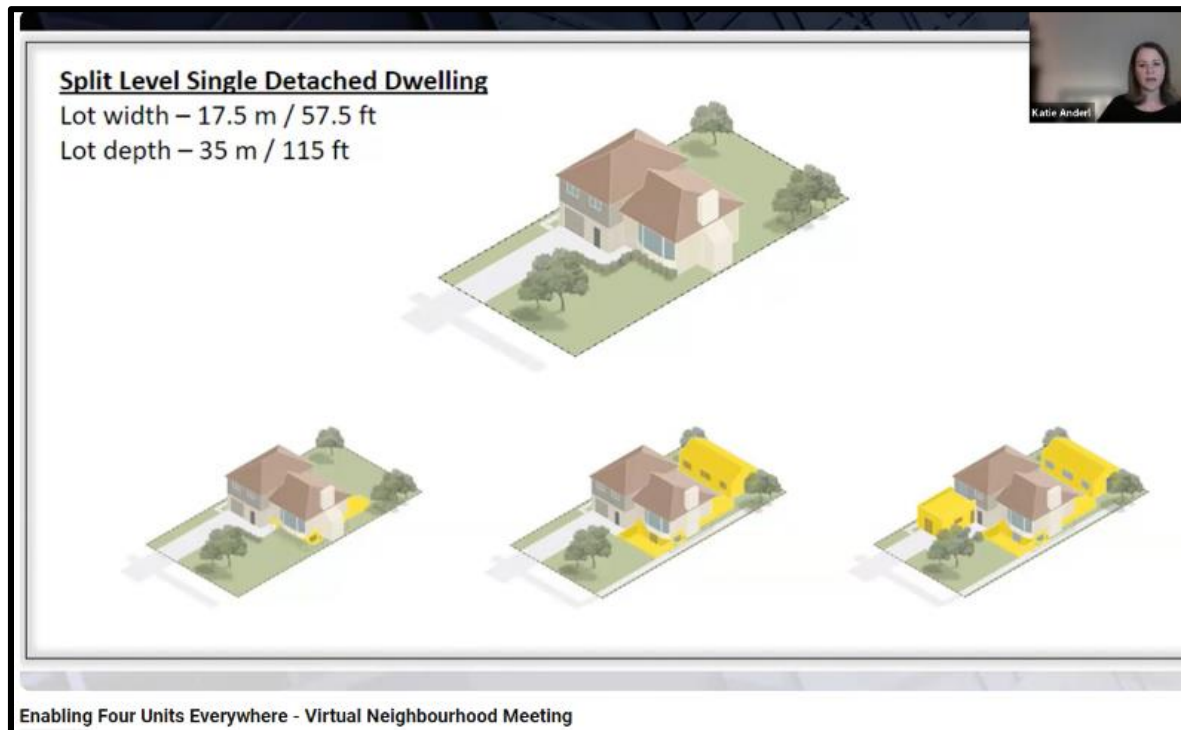 Split Level Single Detached Dwelling
Lot width – 17.5 m / 57.5 ft
Lot depth – 35 m / 115 ft
Katie Anderl
Enabling Four Units Everywhere - Virtual Neighbourhood Meeting